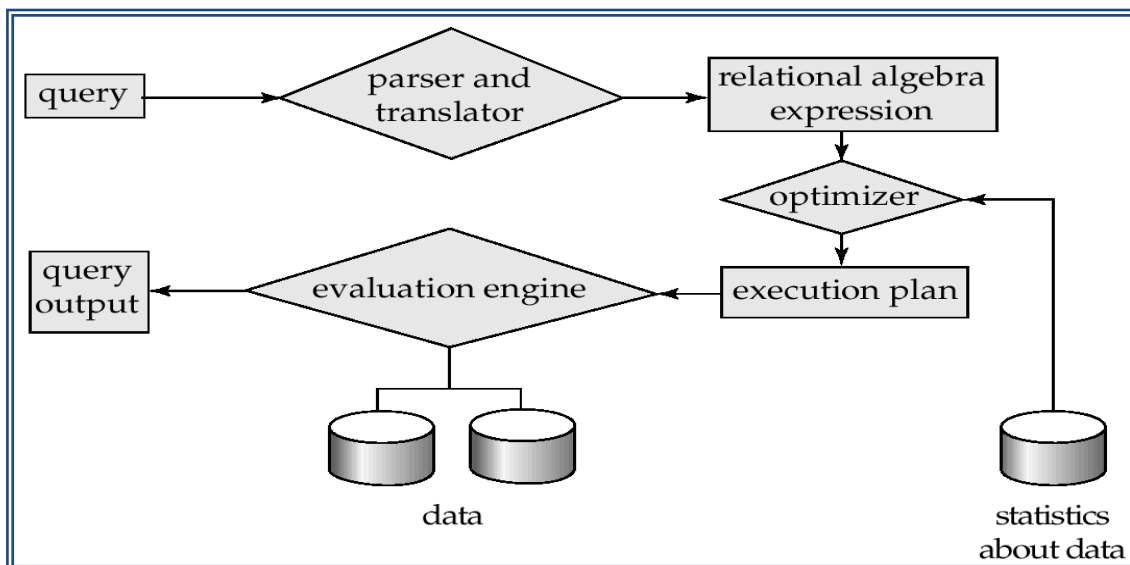 query
parser and
translator
relational algebra
expression
optimizer
query
output
evaluation engine
execution plan
data
statistics
about data